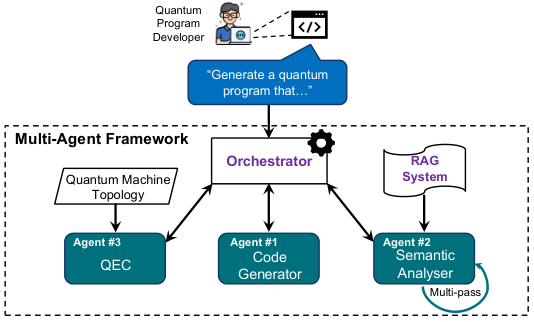 Quantum
Program
Developer
</>
“Generate a quantum
program that…”
Multi-Agent Framework
Orchestrator
RAG
System
Quantum Machine
Topology
Agent #3
QEC
Agent #1
Code
Generator
Agent #2
Semantic
Analyser
Multi-pass